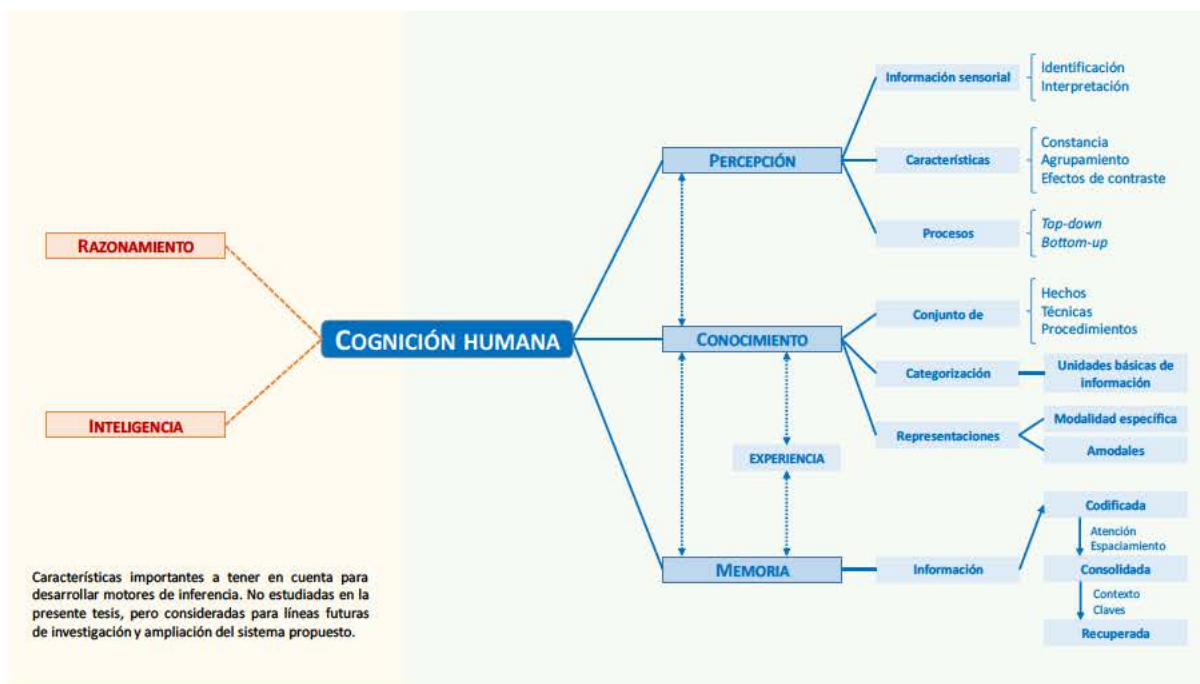 RAZONAMIENTO
INTELIGENCIA
Características importantes a tener en cuenta para
desarrollar motores de inferencia. No estudiadas en la
presente tesis, pero consideradas para líneas futuras
de investigación y ampliación del sistema propuesto.
COGNICIÓN HUMANA
PERCEPCIÓN
Información sensorial
Identificación
Interpretación
Características
Constancia
Agrupamiento
Efectos de contraste
Procesos
Top-down
Bottom-up
CONOCIMIENTO
Conjunto de
Hechos
Técnicas
Procedimientos
Categorización
Unidades básicas de
información
Representaciones
Modalidad específica
Amodales
EXPERIENCIA
MEMORIA
Información
Codificada
Atención
Espaciamiento
Consolidada
Contexto
Claves
Recuperada